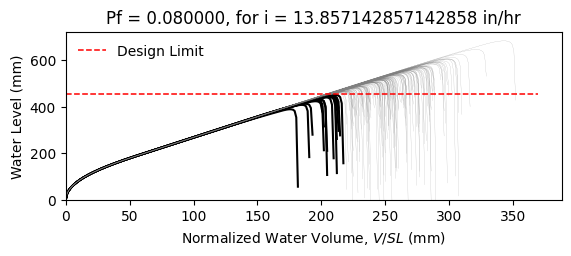 Pf = 0.080000, for i = 13.857142857142858 in/hr
Design Limit
Water Level (mm)
600
400
200
0
0 50 100 150 200 250 300 350
Normalized Water Volume, V/SL (mm)